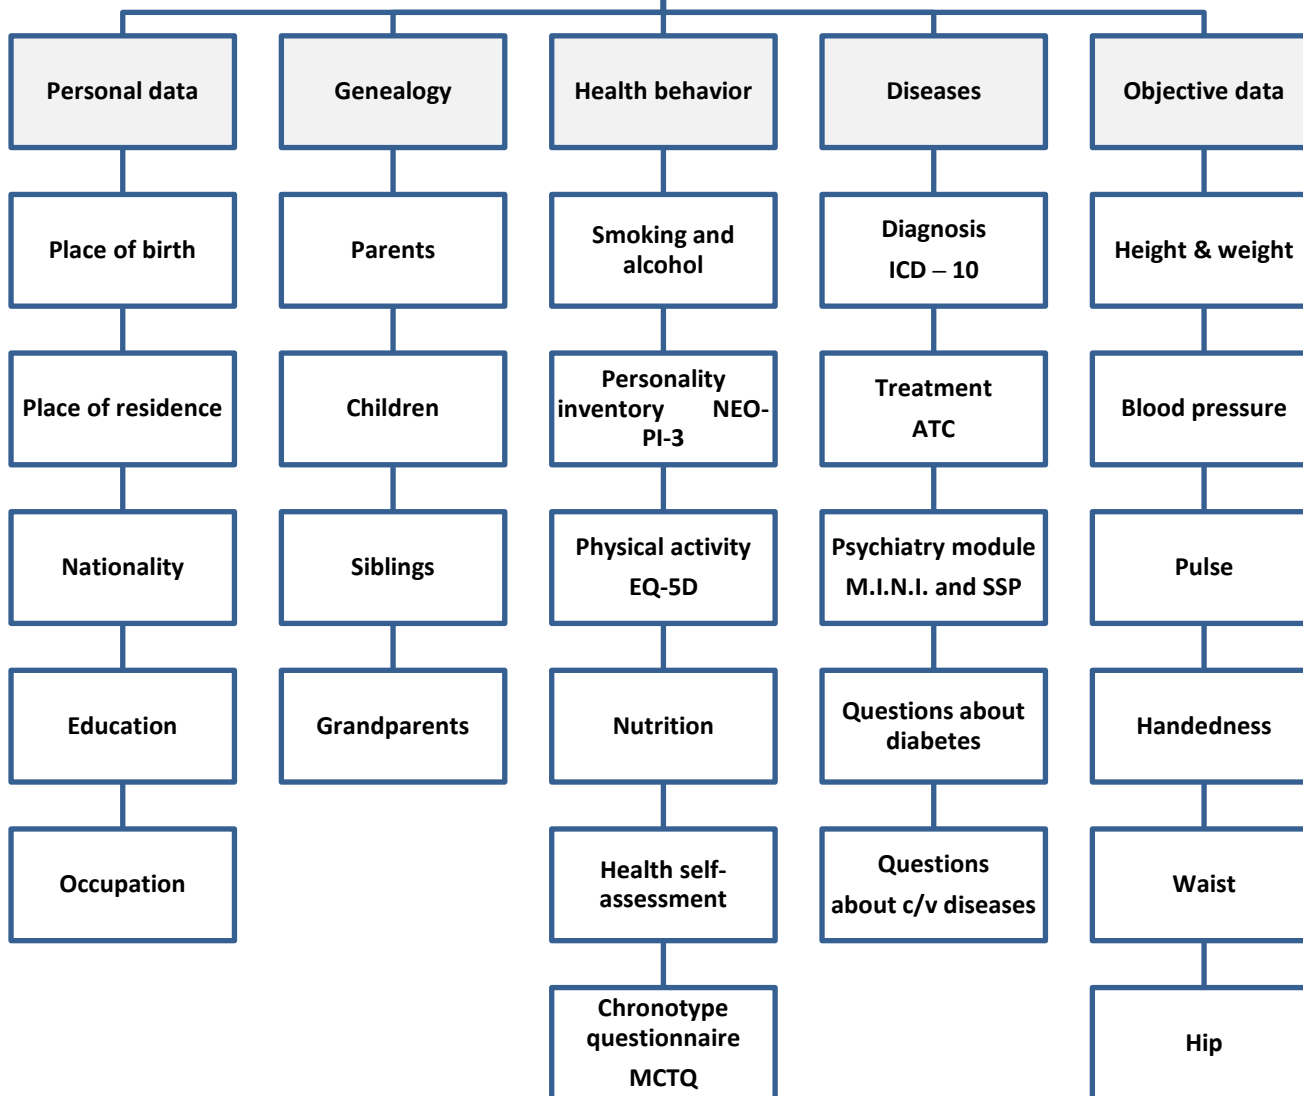 Personal data
Genealogy
Health behavior
Diseases
Objective data
Place of birth
Parents
Smoking and
alcohol
Diagnosis
ICD – 10
Height & weight
Place of residence
Children
Personality
inventory NEO-
PI-3
Treatment
ATC
Blood pressure
Nationality
Siblings
Physical activity
EQ-5D
Psychiatry module
M.I.N.I. and SSP
Pulse
Education
Grandparents
Nutrition
Questions about
diabetes
Handedness
Occupation
Health self-
assessment
Questions
about c/v diseases
Waist
Chronotype
questionnaire
MCTQ
Hip